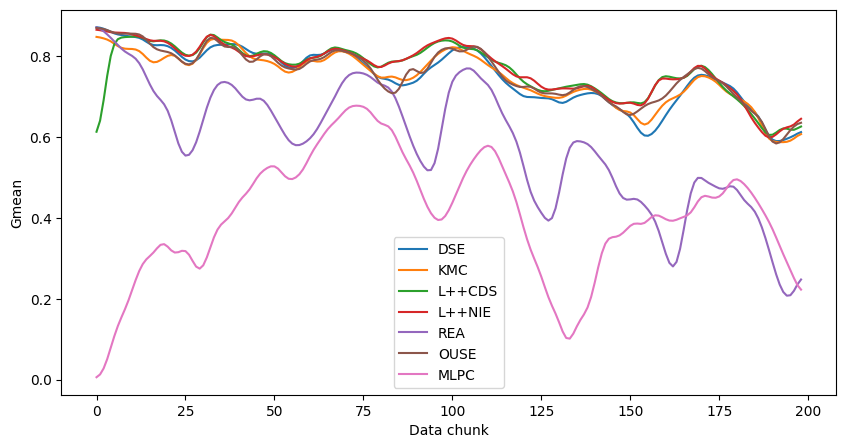 Gmean
0.8
0.6
0.4
0.2
0.0
DSE
KMC
L++CDS
L++NIE
REA
OUSE
MLPC
0 25 50 75 100 125 150 175 200
Data chunk